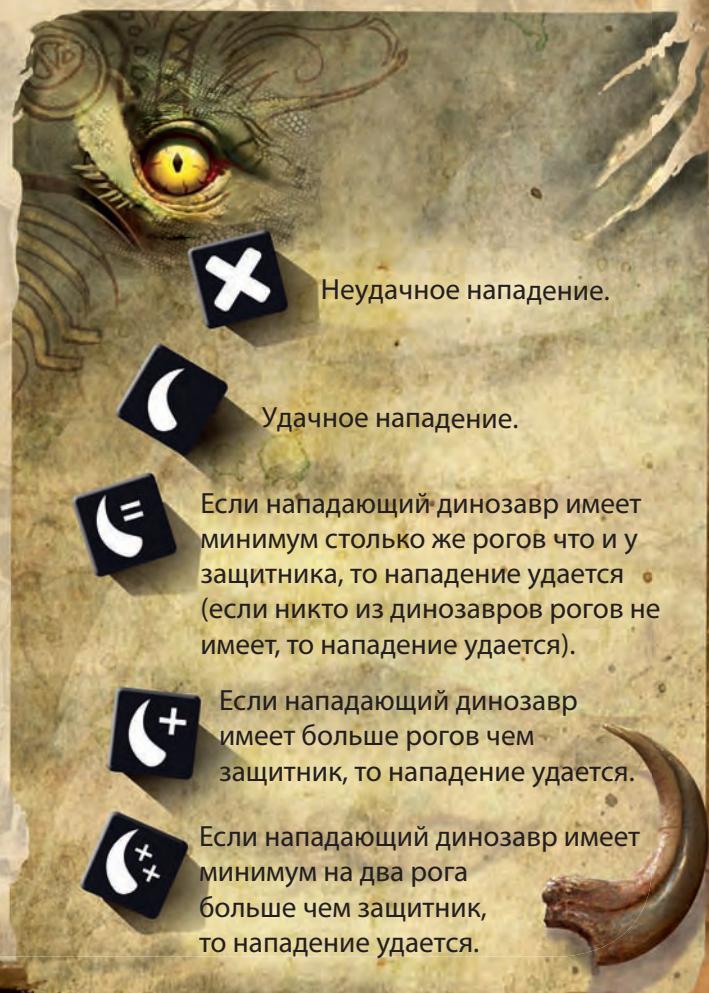 Неудачное нападение.
Удачное нападение.
Если нападающий динозавр имеет
минимум столько же рогов что и у
защитника, то нападение удается
(если никто из динозавров рогов не
имеет, то нападение удается).
Если нападающий динозавр
имеет больше рогов чем
защитник, то нападение удается.
Если нападающий динозавр имеет
минимум на два рога
больше чем защитник,
то нападение удается.